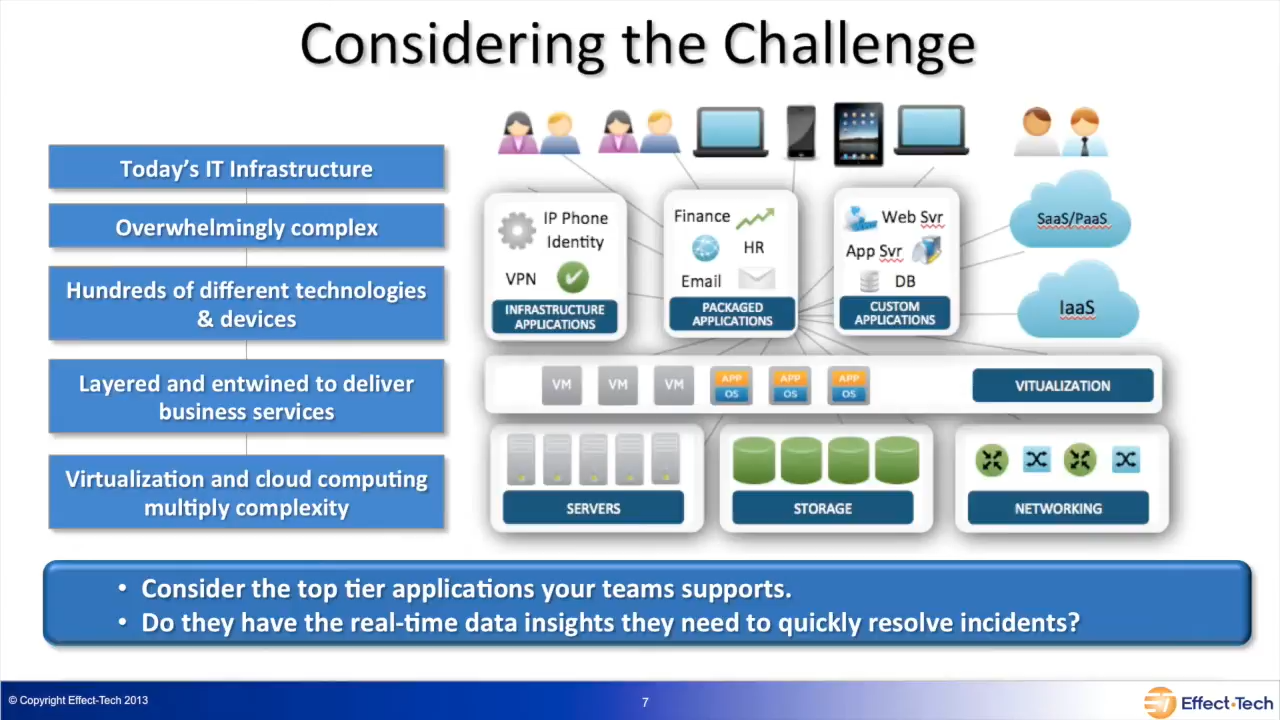 Considering the Challenge
Today's IT Infrastructure
Overwhelmingly complex
Hundreds of different technologies
& devices
Layered and entwined to deliver
business services
Virtualization and cloud computing
multiply complexity
IP Phone
Identity
VPN
INFRASTRUCTURE
APPLICATIONS
Finance
HR
Email
PACKAGED
APPLICATIONS
Web Svr
App Svr
DB
CUSTOM
APPLICATIONS
SaaS/PaaS
IaaS
VM VM VM APP APP APP
OS OS OS
VITUALIZATION
SERVERS
STORAGE
NETWORKING
• Consider the top tier applications your teams supports.
• Do they have the real-time data insights they need to quickly resolve incidents?
© Copyright Effect-Tech 2013
7
Effect•Tech